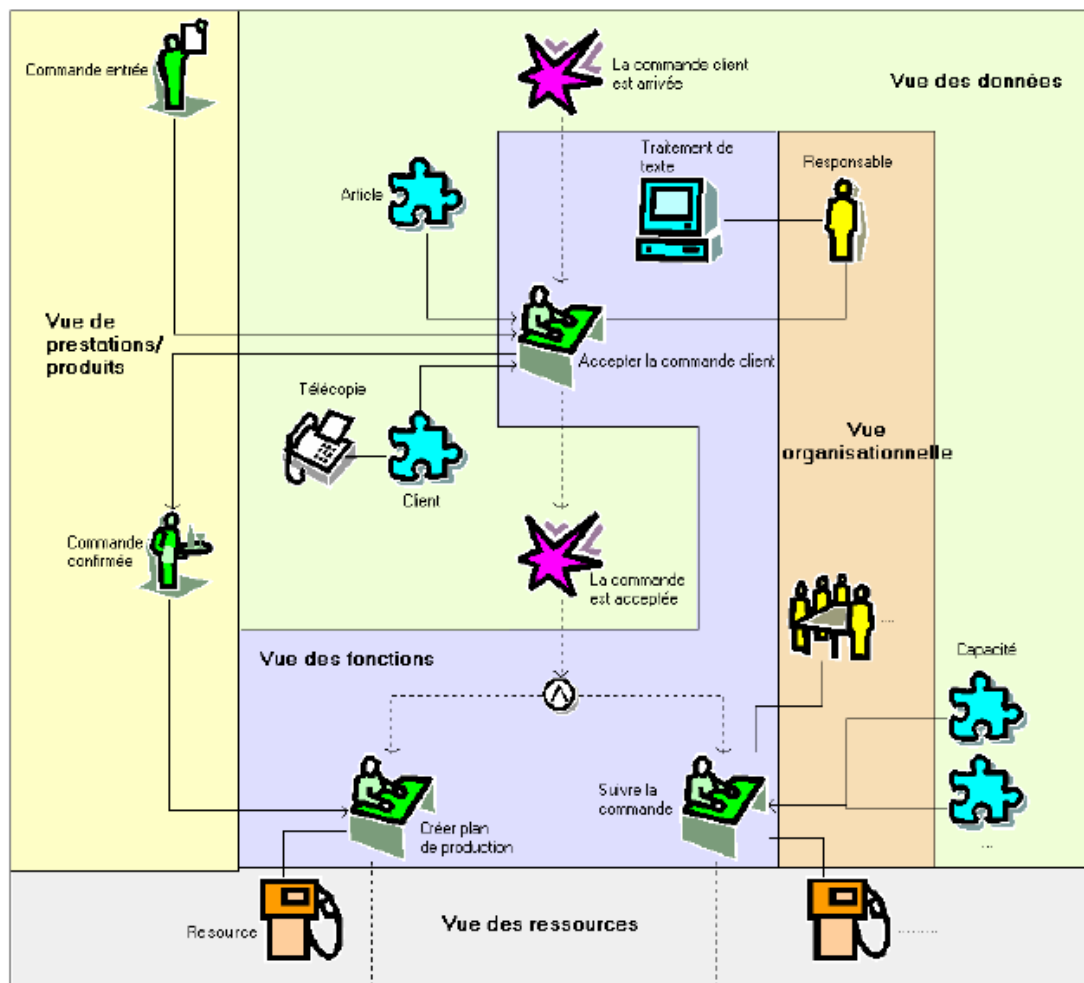 Commande entrée
La commande client
est arrivée
Vue des données
Traitement de
texte
Responsable
Article
Vue de
prestations/
produits
Accepter la commande client
Télécopie
Client
Vue
organisationnelle
Commande
confirmée
La commande
est acceptée
....
Vue des fonctions
Capacité
Λ
Suivre la
commande
Créer plan
de production
...
Resource
Vue des ressources
.........